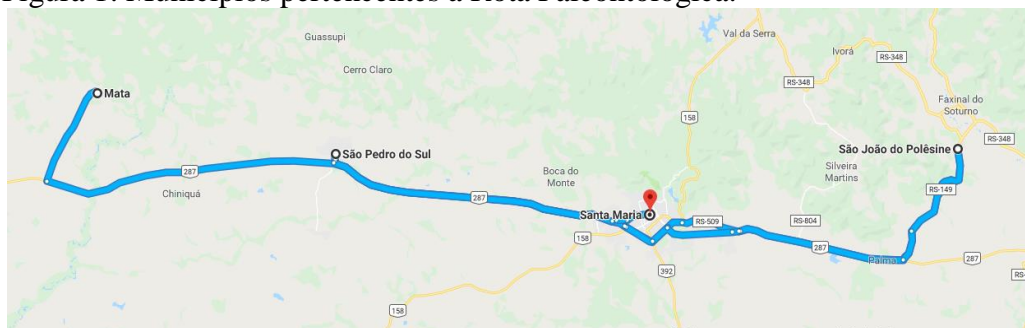 Figura 1: Municípios pertencentes à Rota Paleontológica.
Guassupi
Val da Serra
Ivorá
RS-348
Cerro Claro
RS-348
Mata
158
Faxinal do
Soturno
RS-348
São Pedro do Sul
São João do Polêsine
287
Boca do
Monte
Silveira
Martins
Chiniquá
287
RS-149
Santa Maria
RS-509
RS-804
158
287
Palma
287
392
RS-
158